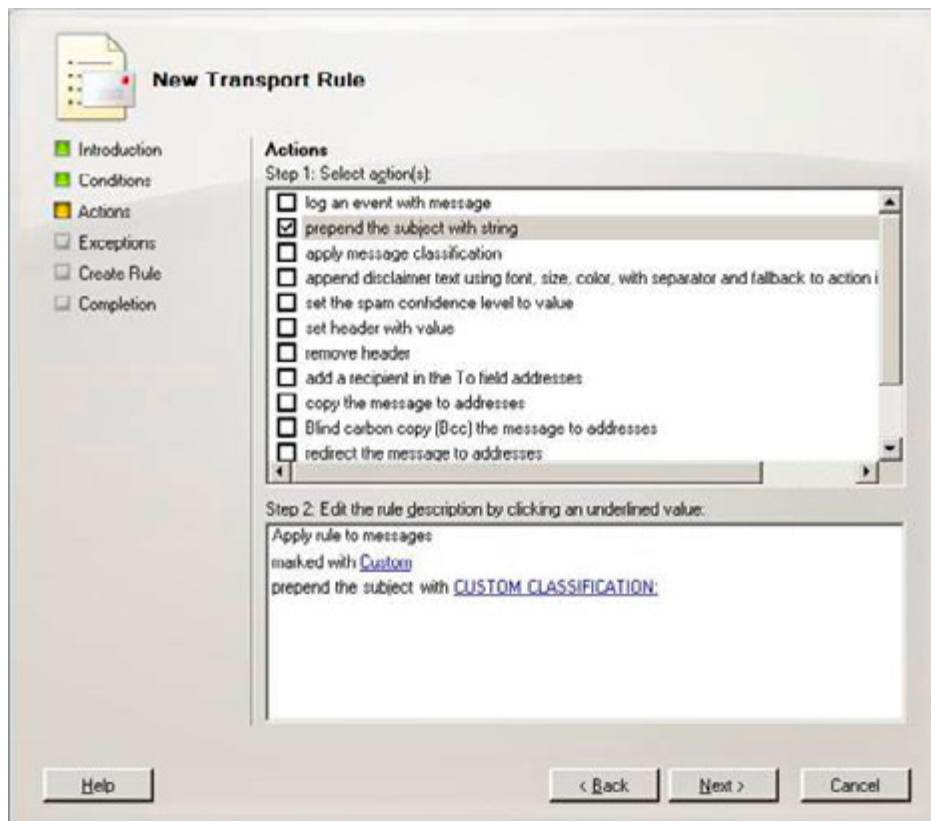 New Transport Rule
Introduction
Conditions
Actions
Exceptions
Create Rule
Completion
Actions
Step 1: Select action(s):
log an event with message
prepend the subject with string
apply message classification
append disclaimer text using font, size, color, with separator and fallback to action i
set the spam confidence level to value
set header with value
remove header
add a recipient in the To field addresses
copy the message to addresses
Blind carbon copy (Bcc) the message to addresses
redirect the message to addresses
Step 2: Edit the rule description by clicking an underlined value:
Apply rule to messages
marked with Custom
prepend the subject with CUSTOM CLASSIFICATION:
Help
< Back
Next >
Cancel